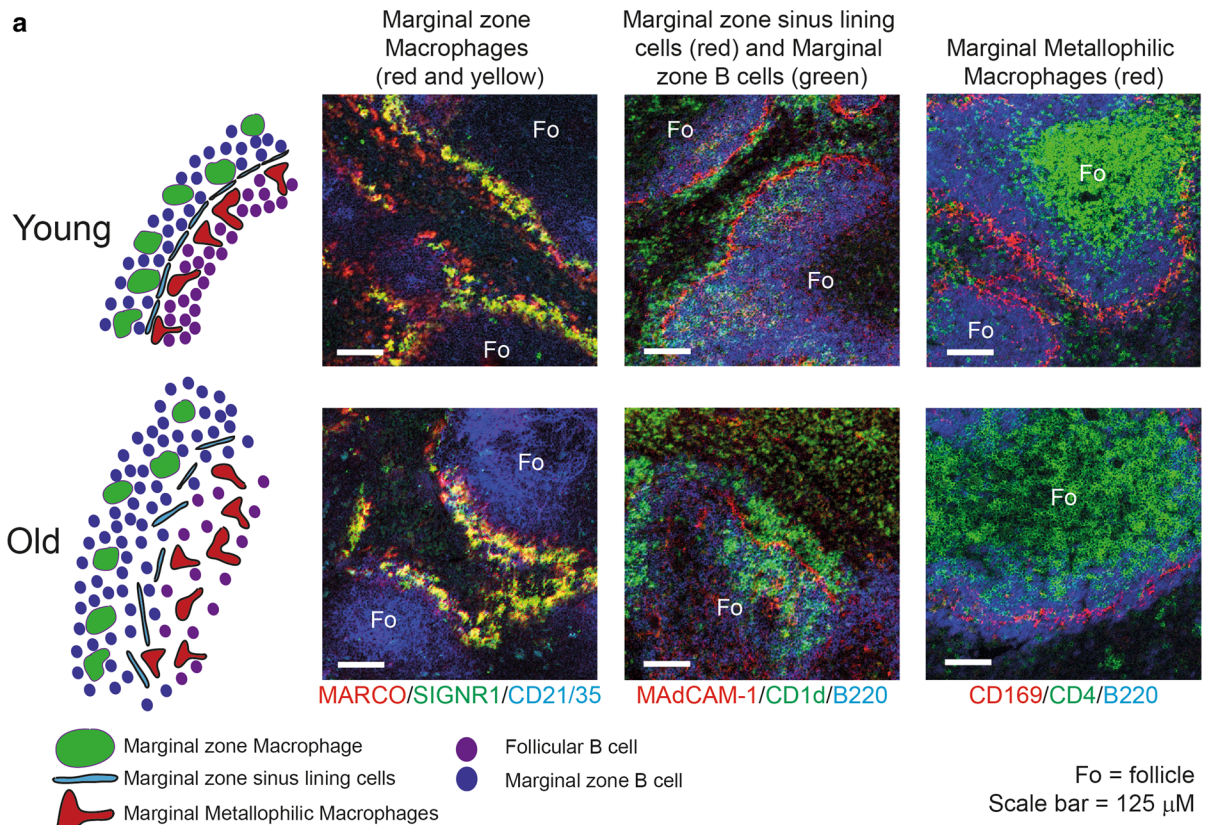 a
Marginal zone
Macrophages
(red and yellow)
Marginal zone sinus lining
cells (red) and Marginal
zone B cells (green)
Marginal Metallophilic
Macrophages (red)
Young
Fo
Fo
Fo
Fo
Fo
Fo
Old
Fo
Fo
Fo
Fo
MARCO/SIGNR1/CD21/35
MAdCAM-1/CD1d/B220
CD169/CD4/B220
Marginal zone Macrophage
Marginal zone sinus lining cells
Marginal Metallophilic Macrophages
Follicular B cell
Marginal zone B cell
Fo = follicle
Scale bar = 125 μM